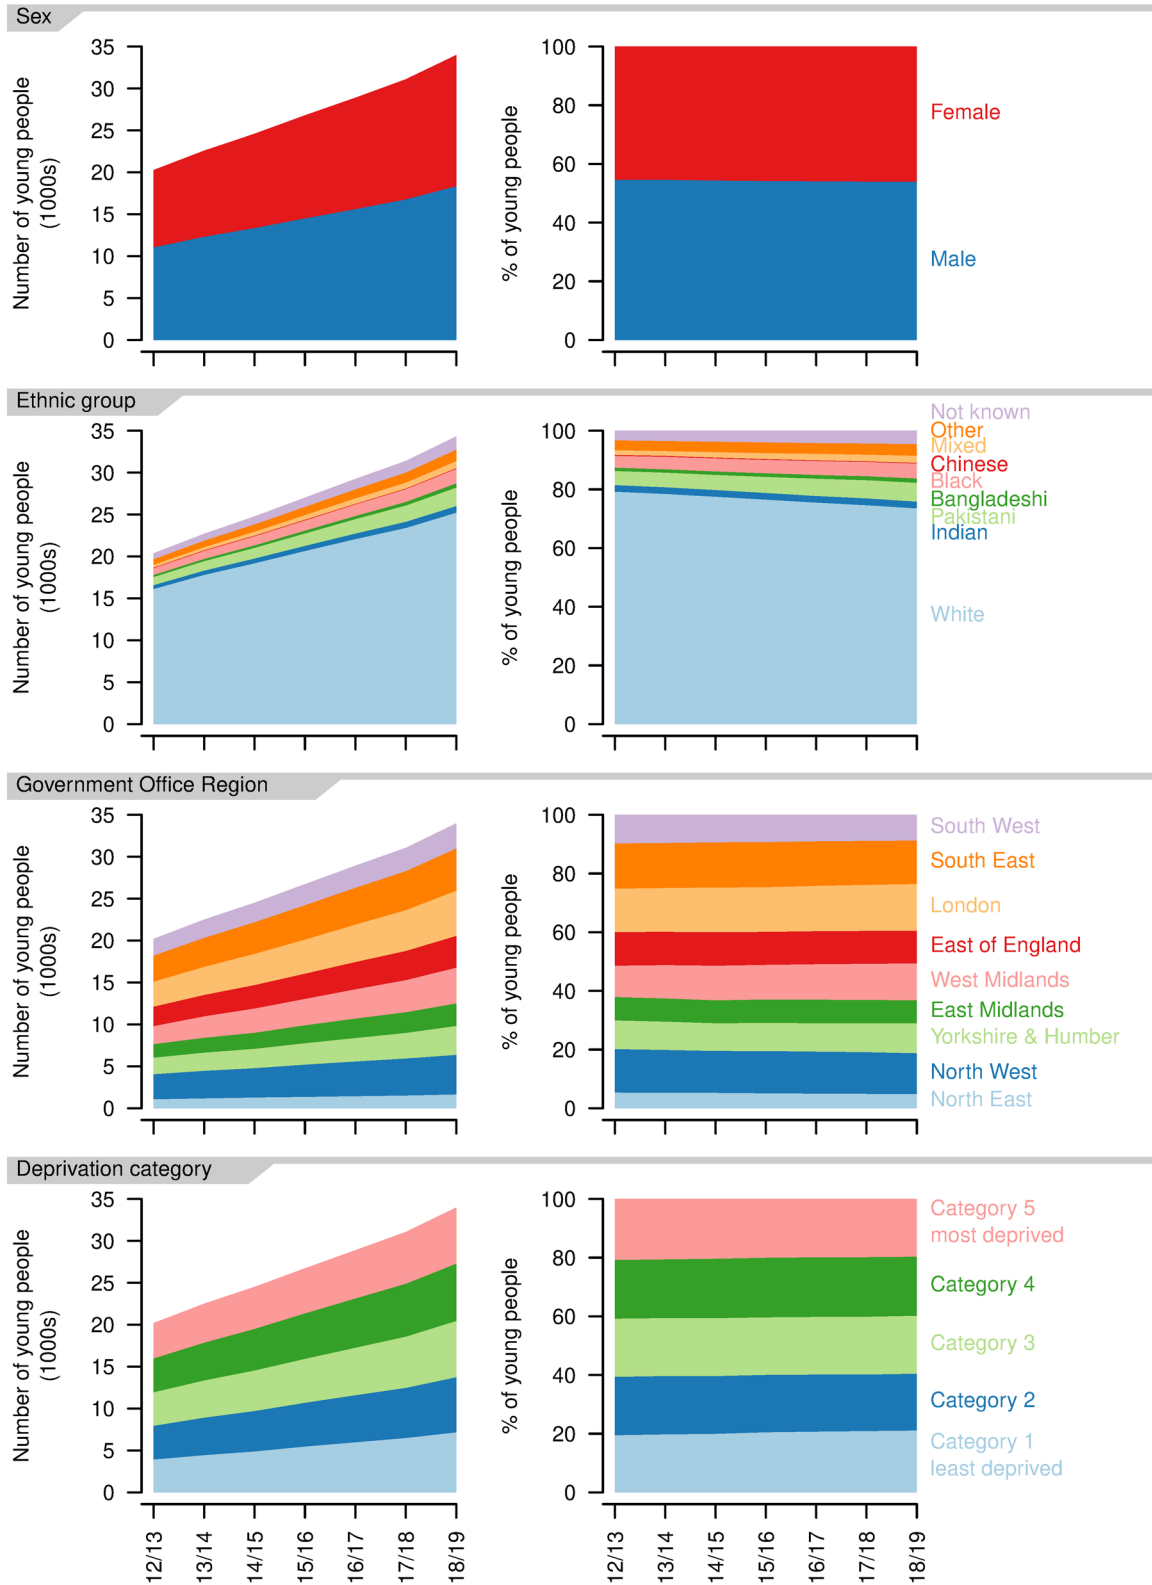 Sex
Number of young people
(1000s)
35
30
25
20
15
10
5
0
% of young people
100
80
60
40
20
0
Female
Male
Ethnic group
Number of young people
(1000s)
35
30
25
20
15
10
5
0
% of young people
100
80
60
40
20
0
Not known
Other
Mixed
Chinese
Black
Bangladeshi
Pakistani
Indian
White
Government Office Region
Number of young people
(1000s)
35
30
25
20
15
10
5
0
% of young people
100
80
60
40
20
0
South West
South East
London
East of England
West Midlands
East Midlands
Yorkshire & Humber
North West
North East
Deprivation category
Number of young people
(1000s)
35
30
25
20
15
10
5
0
% of young people
100
80
60
40
20
0
Category 5
most deprived
Category 4
Category 3
Category 2
Category 1
least deprived
12/13
13/14
14/15
15/16
16/17
17/18
18/19
12/13
13/14
14/15
15/16
16/17
17/18
18/19